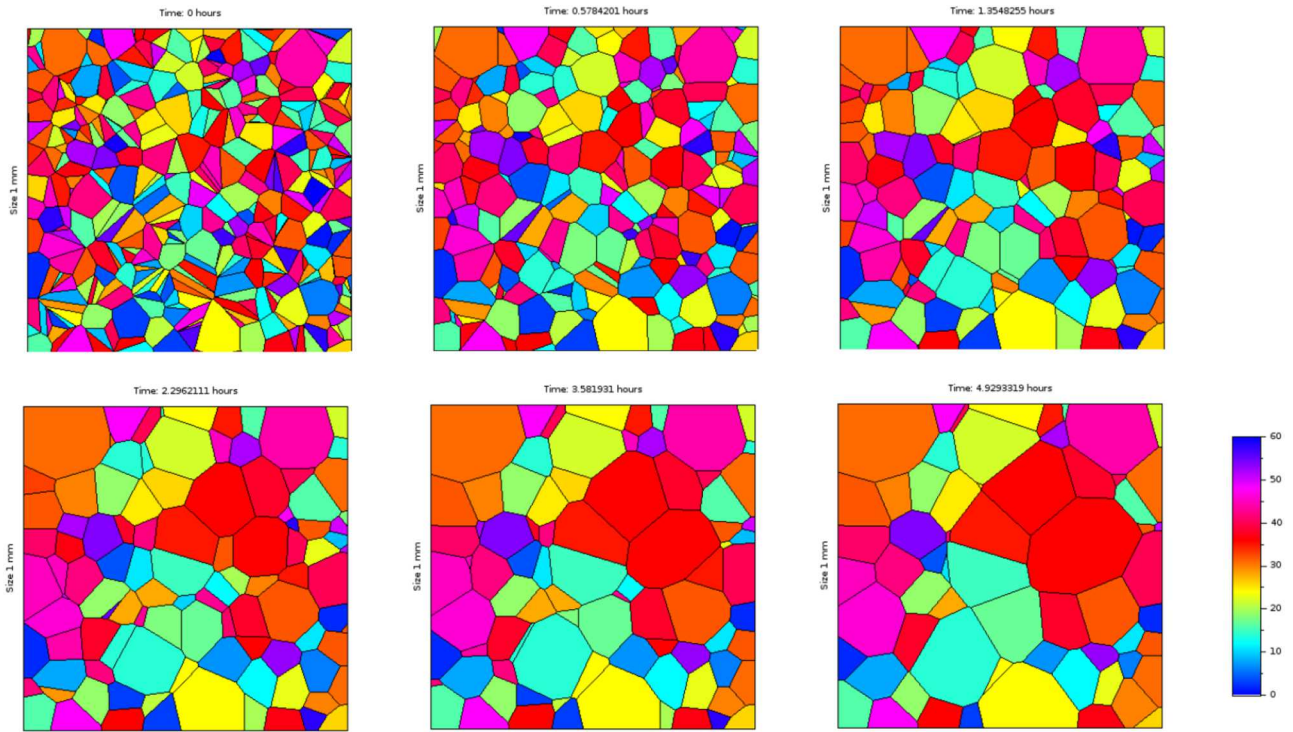 Time: 0 hours
Time: 0.5784201 hours
Time: 1.3548255 hours
Size 1 mm
Size 1 mm
Size 1 mm
Time: 2.2962111 hours
Time: 3.581931 hours
Time: 4.9293319 hours
Size 1 mm
Size 1 mm
Size 1 mm
60
50
40
30
20
10
0